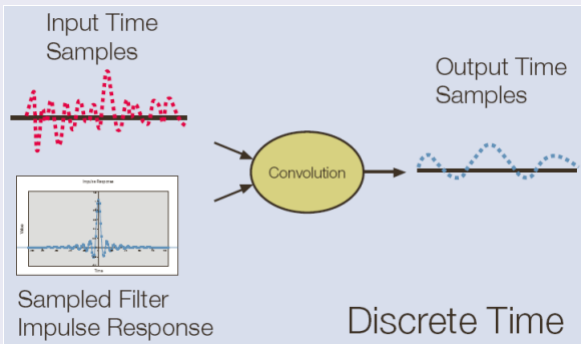 Input Time
Samples
Output Time
Samples
Convolution
Impulse Response
Time
Sampled Filter
Impulse Response
Discrete Time